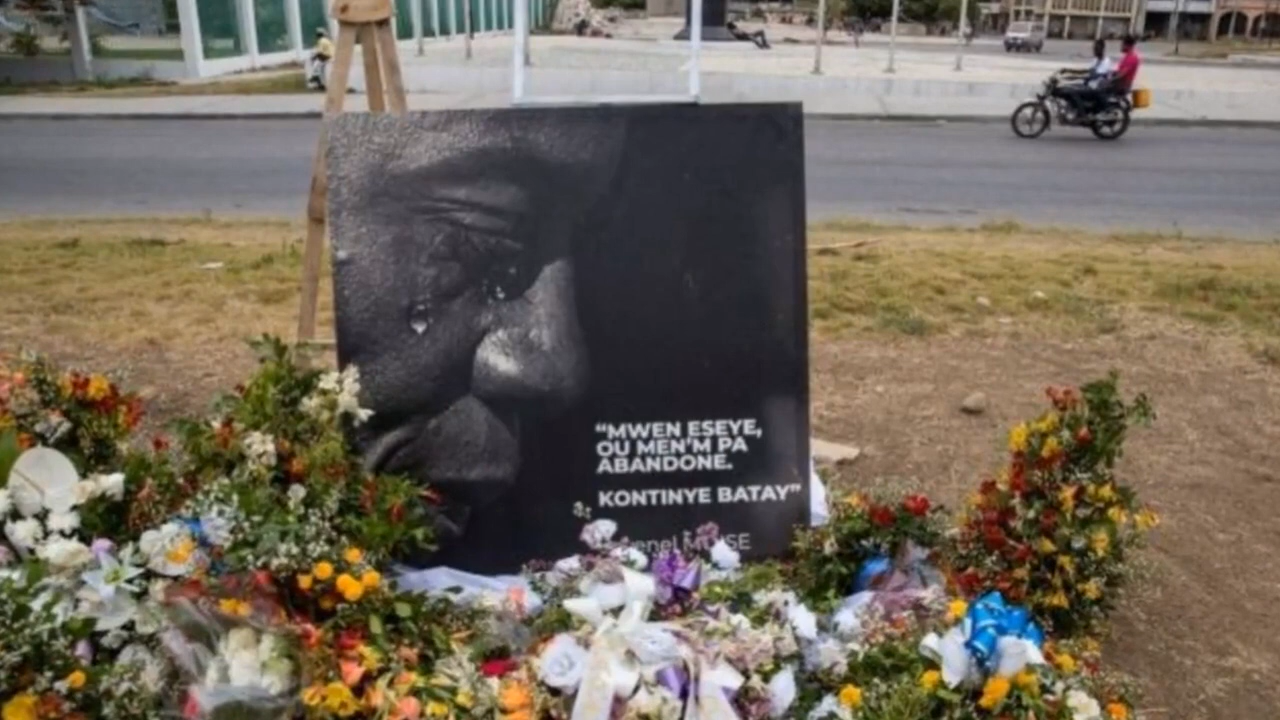 “MWEN ESEYE,
OU MEN'M PA
ABANDONE.
KONTINYE BATAY”